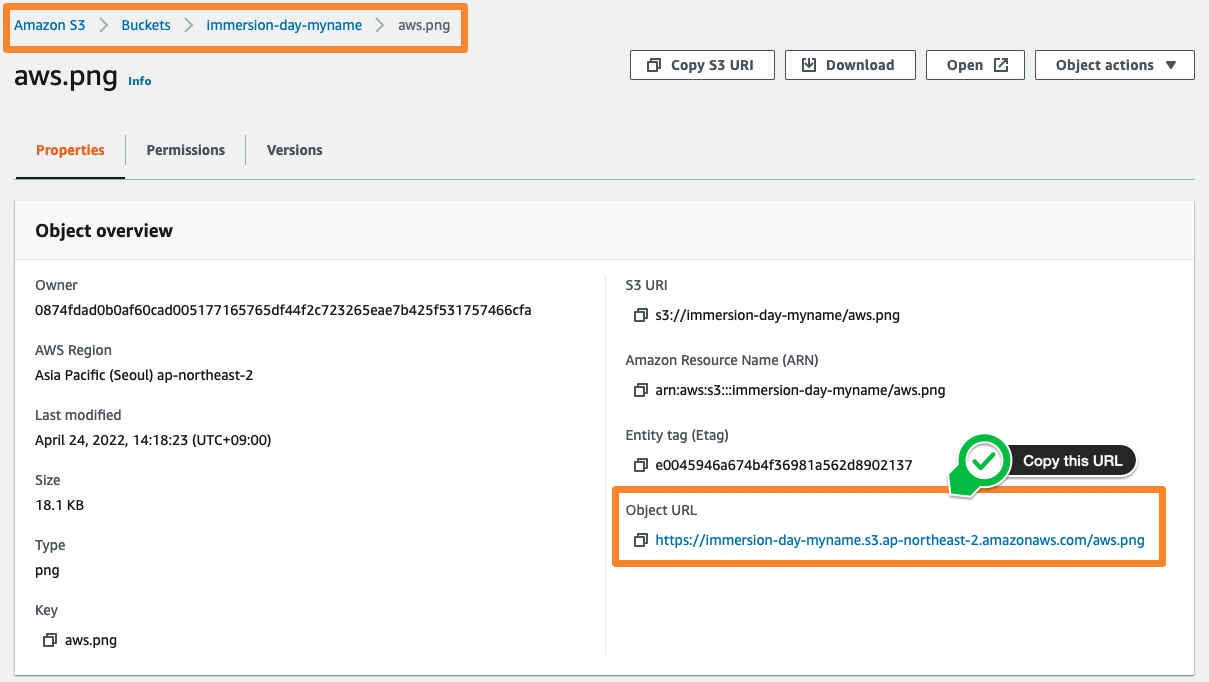 Amazon S3 > Buckets > immersion-day-myname > aws.png
aws.png Info
Copy S3 URI Download Open Object actions
Properties Permissions Versions
Object overview
Owner
0874fdad0b0af60cad005177165765df44f2c723265eae7b425f531757466cfa
AWS Region
Asia Pacific (Seoul) ap-northeast-2
Last modified
April 24, 2022, 14:18:23 (UTC+09:00)
Size
18.1 KB
Type
png
Key
aws.png
S3 URI
s3://immersion-day-myname/aws.png
Amazon Resource Name (ARN)
arn:aws:s3:::immersion-day-myname/aws.png
Entity tag (Etag)
e0045946a674b4f36981a562d8902137
Copy this URL
Object URL
https://immersion-day-myname.s3.ap-northeast-2.amazonaws.com/aws.png